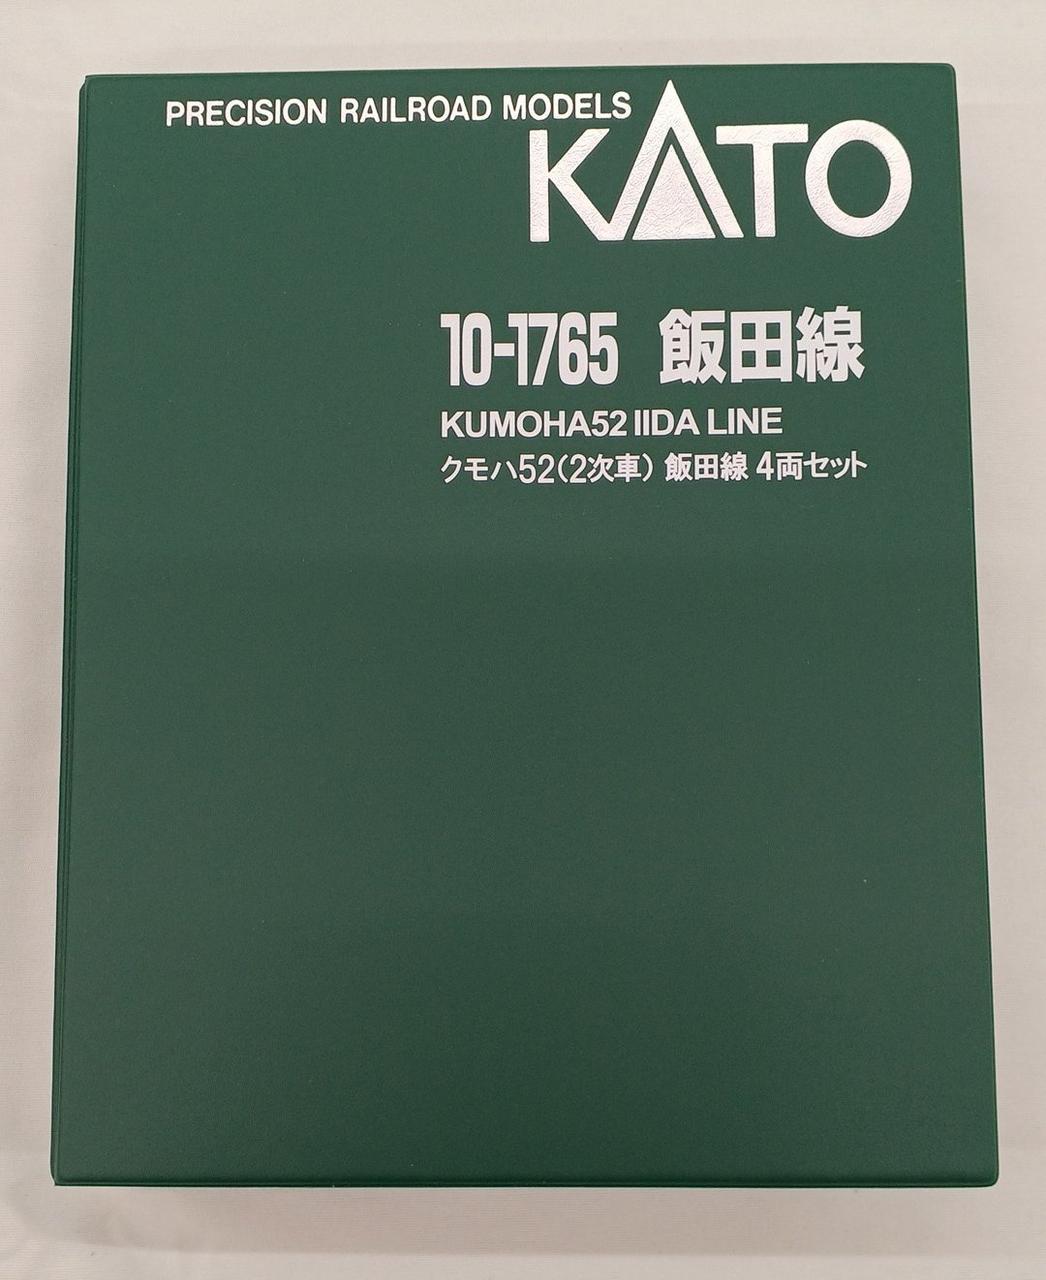 PRECISION RAILROAD MODELS
KATO
10-1765 飯田線
KUMOHA52 IIDA LINE
クモハ52(2次車) 飯田線 4両セット